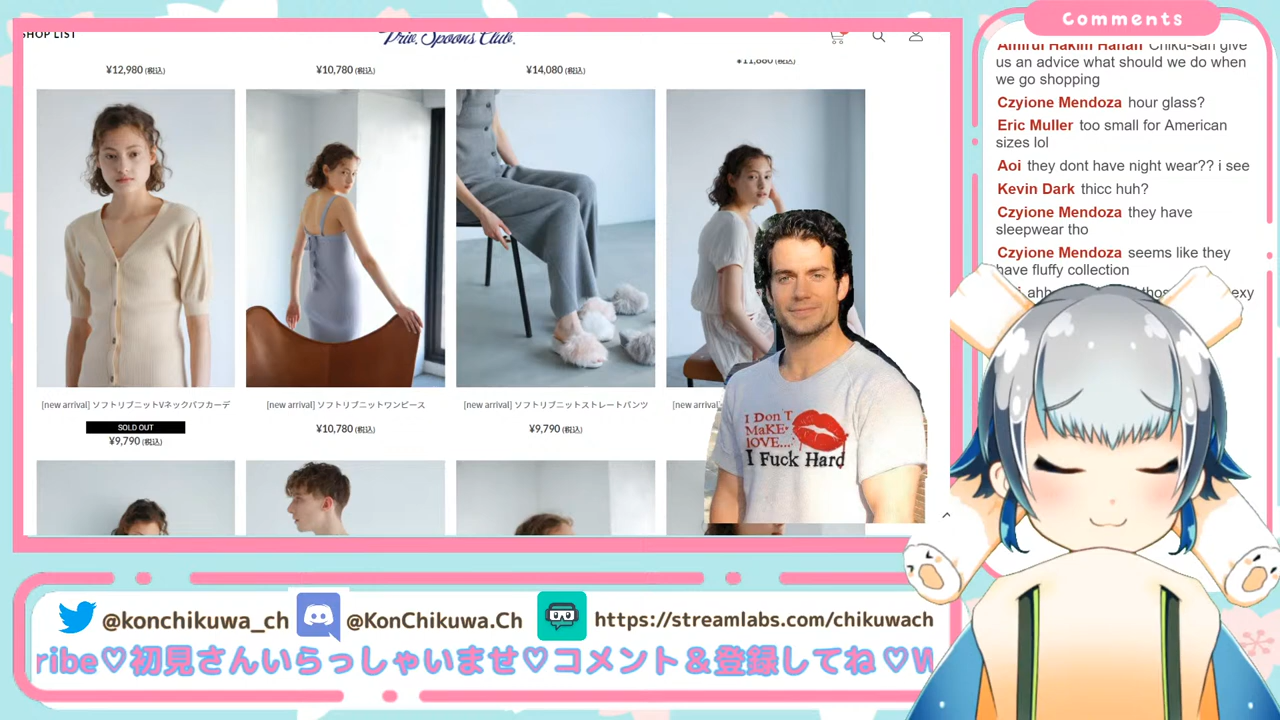 SHOP LIST
Priv. Spoons Club.
¥12,980 (税込)
¥10,780 (税込)
¥14,080 (税込)
[new arrival] ソフトリブニットVネックパフカーデ
SOLD OUT
¥9,790 (税込)
[new arrival] ソフトリブニットワンピース
¥10,780 (税込)
[new arrival] ソフトリブニットストレートパンツ
¥9,790 (税込)
[new arrival]
I DON'T
MAKE
LOVE...
I Fuck Hard
Comments
Amirul Hakim Hanan Chiku-san give
us an advice what should we do when
we go shopping
Czyione Mendoza hour glass?
Eric Muller too small for American
sizes lol
Aoi they dont have night wear?? i see
Kevin Dark thicc huh?
Czyione Mendoza they have
sleepwear tho
Czyione Mendoza seems like they
have fluffy collection
@konchikuwa_ch
@KonChikuwa.Ch
https://streamlabs.com/chikuwach
ribe♡初見さんいらっしゃいませ♡コメント＆登録してね♡W